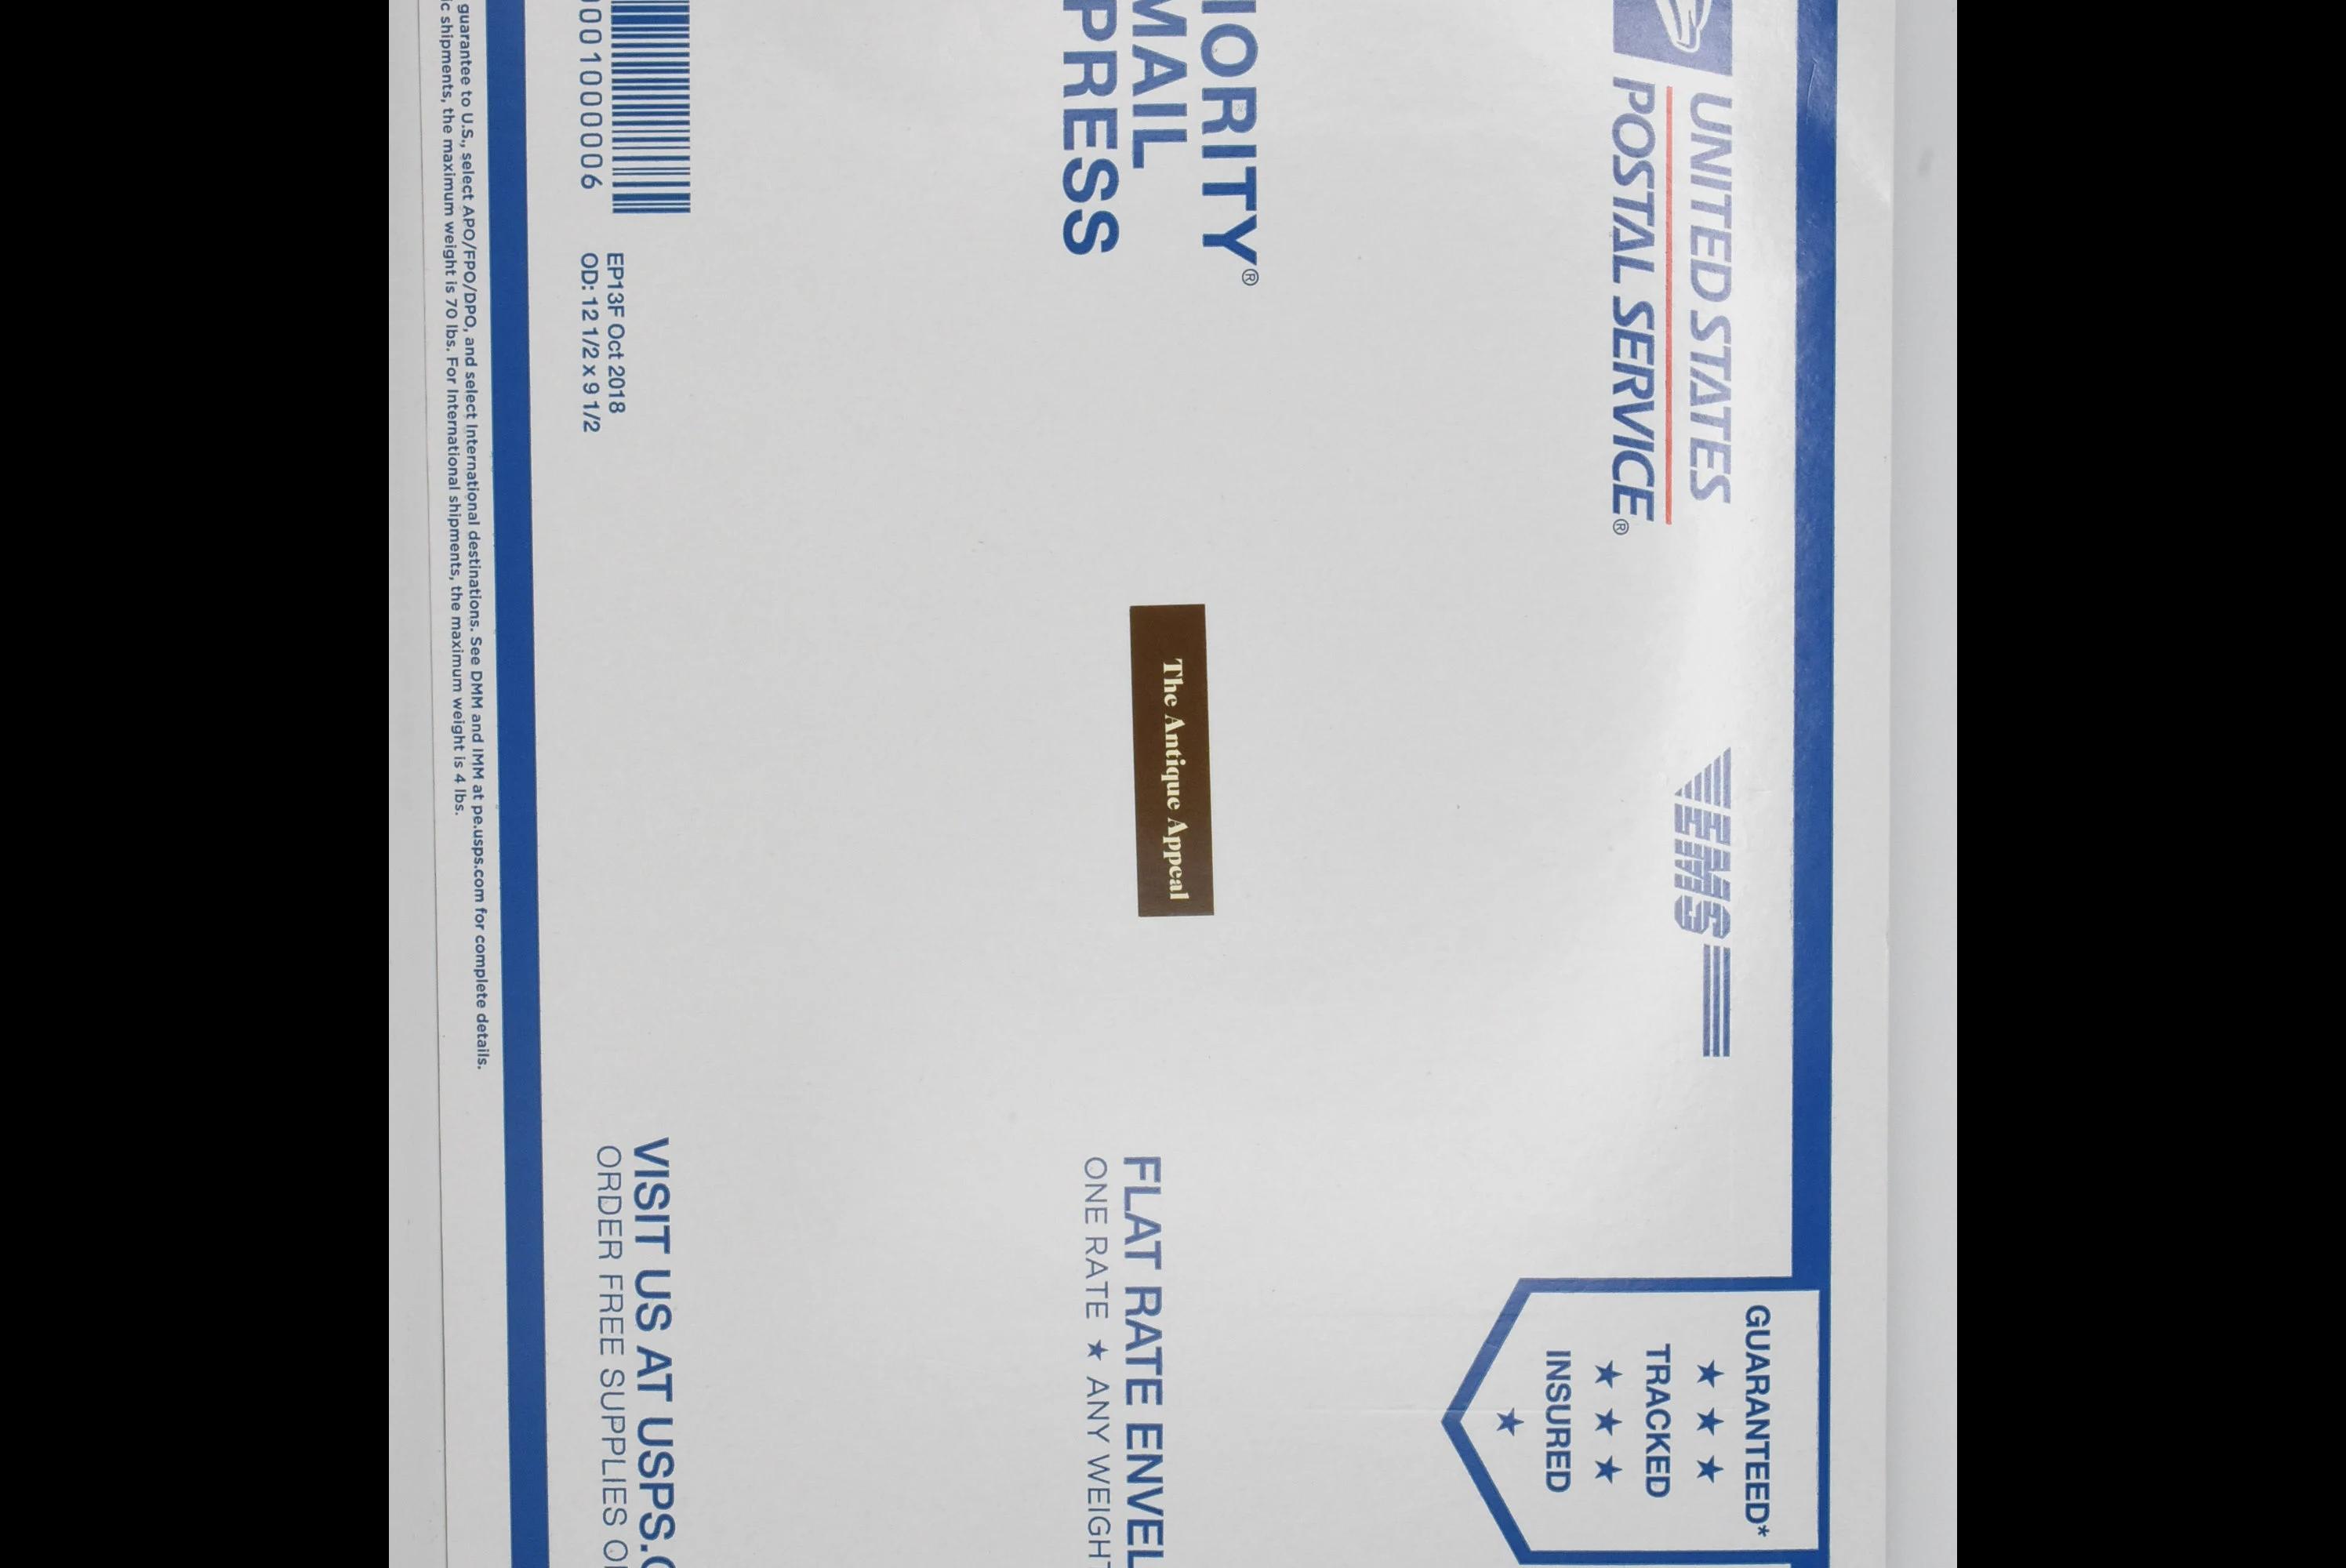 UNITED STATES
POSTAL SERVICE®
EMS
GUARANTEED*
★ ★ ★
TRACKED
★ ★ ★
INSURED
★
IORITY®
MAIL
PRESS
The Antique Appeal
FLAT RATE ENVEL
ONE RATE ★ ANY WEIGHT
0001000006
EP13F Oct 2018
OD: 12 1/2 x 9 1/2
VISIT US AT USPS.C
ORDER FREE SUPPLIES O
guarantee to U.S., select APO/FPO/DPO, and select International destinations. See DMM and IMM at pe.usps.com for complete details.
ic shipments, the maximum weight is 70 lbs. For International shipments, the maximum weight is 4 lbs.